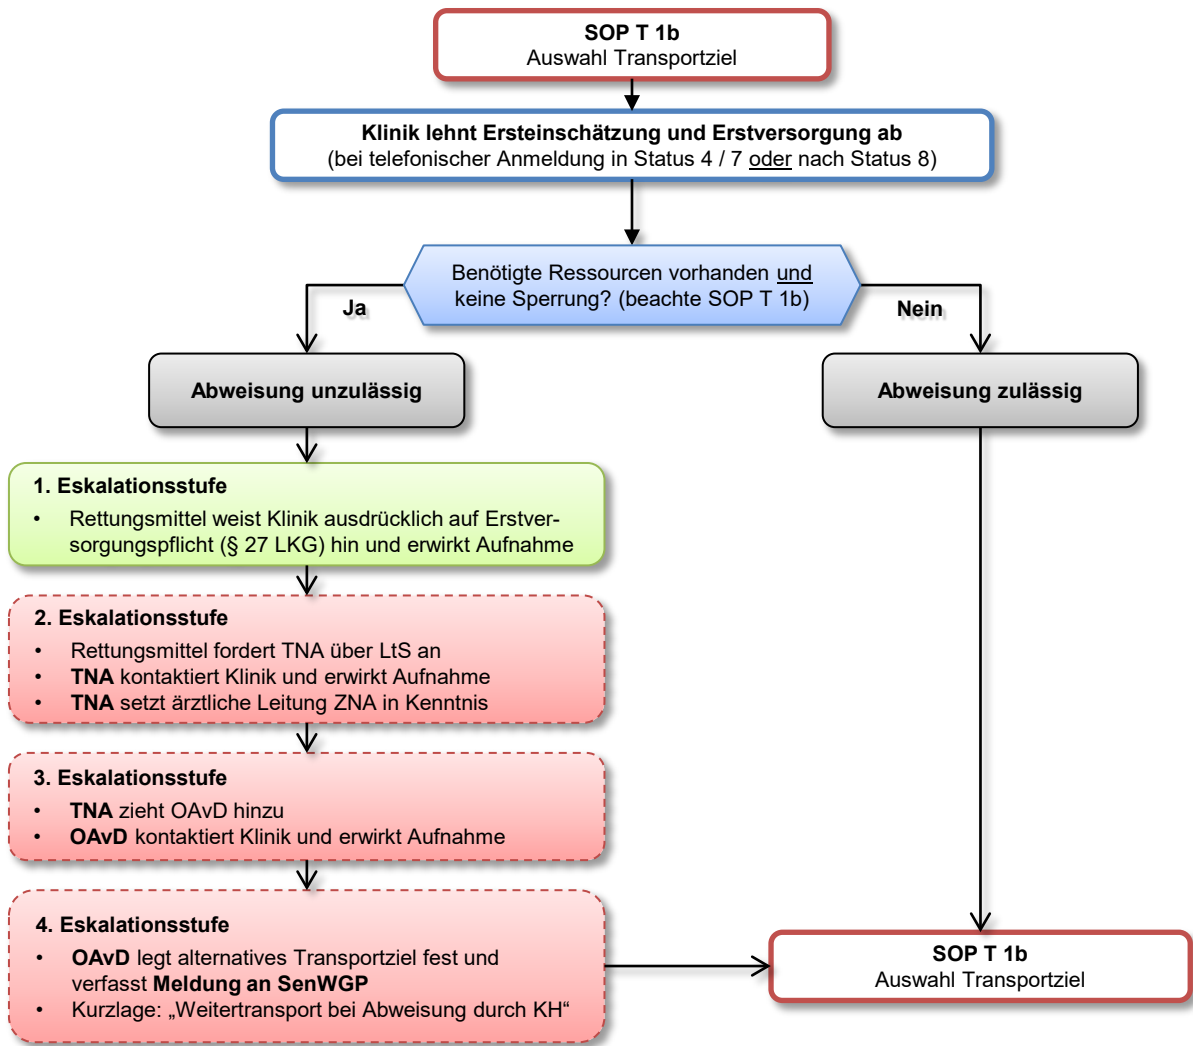 SOP T 1b
Auswahl Transportziel
Klinik lehnt Ersteinschätzung und Erstversorgung ab
(bei telefonischer Anmeldung in Status 4 / 7 oder nach Status 8)
Benötigte Ressourcen vorhanden und
keine Sperrung? (beachte SOP T 1b)
Ja
Nein
Abweisung unzulässig
Abweisung zulässig
1. Eskalationsstufe
• Rettungsmittel weist Klinik ausdrücklich auf Erstver-
sorgungspflicht (§ 27 LKG) hin und erwirkt Aufnahme
2. Eskalationsstufe
• Rettungsmittel fordert TNA über LtS an
• TNA kontaktiert Klinik und erwirkt Aufnahme
• TNA setzt ärztliche Leitung ZNA in Kenntnis
3. Eskalationsstufe
• TNA zieht OAvD hinzu
• OAvD kontaktiert Klinik und erwirkt Aufnahme
4. Eskalationsstufe
• OAvD legt alternatives Transportziel fest und
verfasst Meldung an SenWGP
• Kurzlage: „Weitertransport bei Abweisung durch KH“
SOP T 1b
Auswahl Transportziel